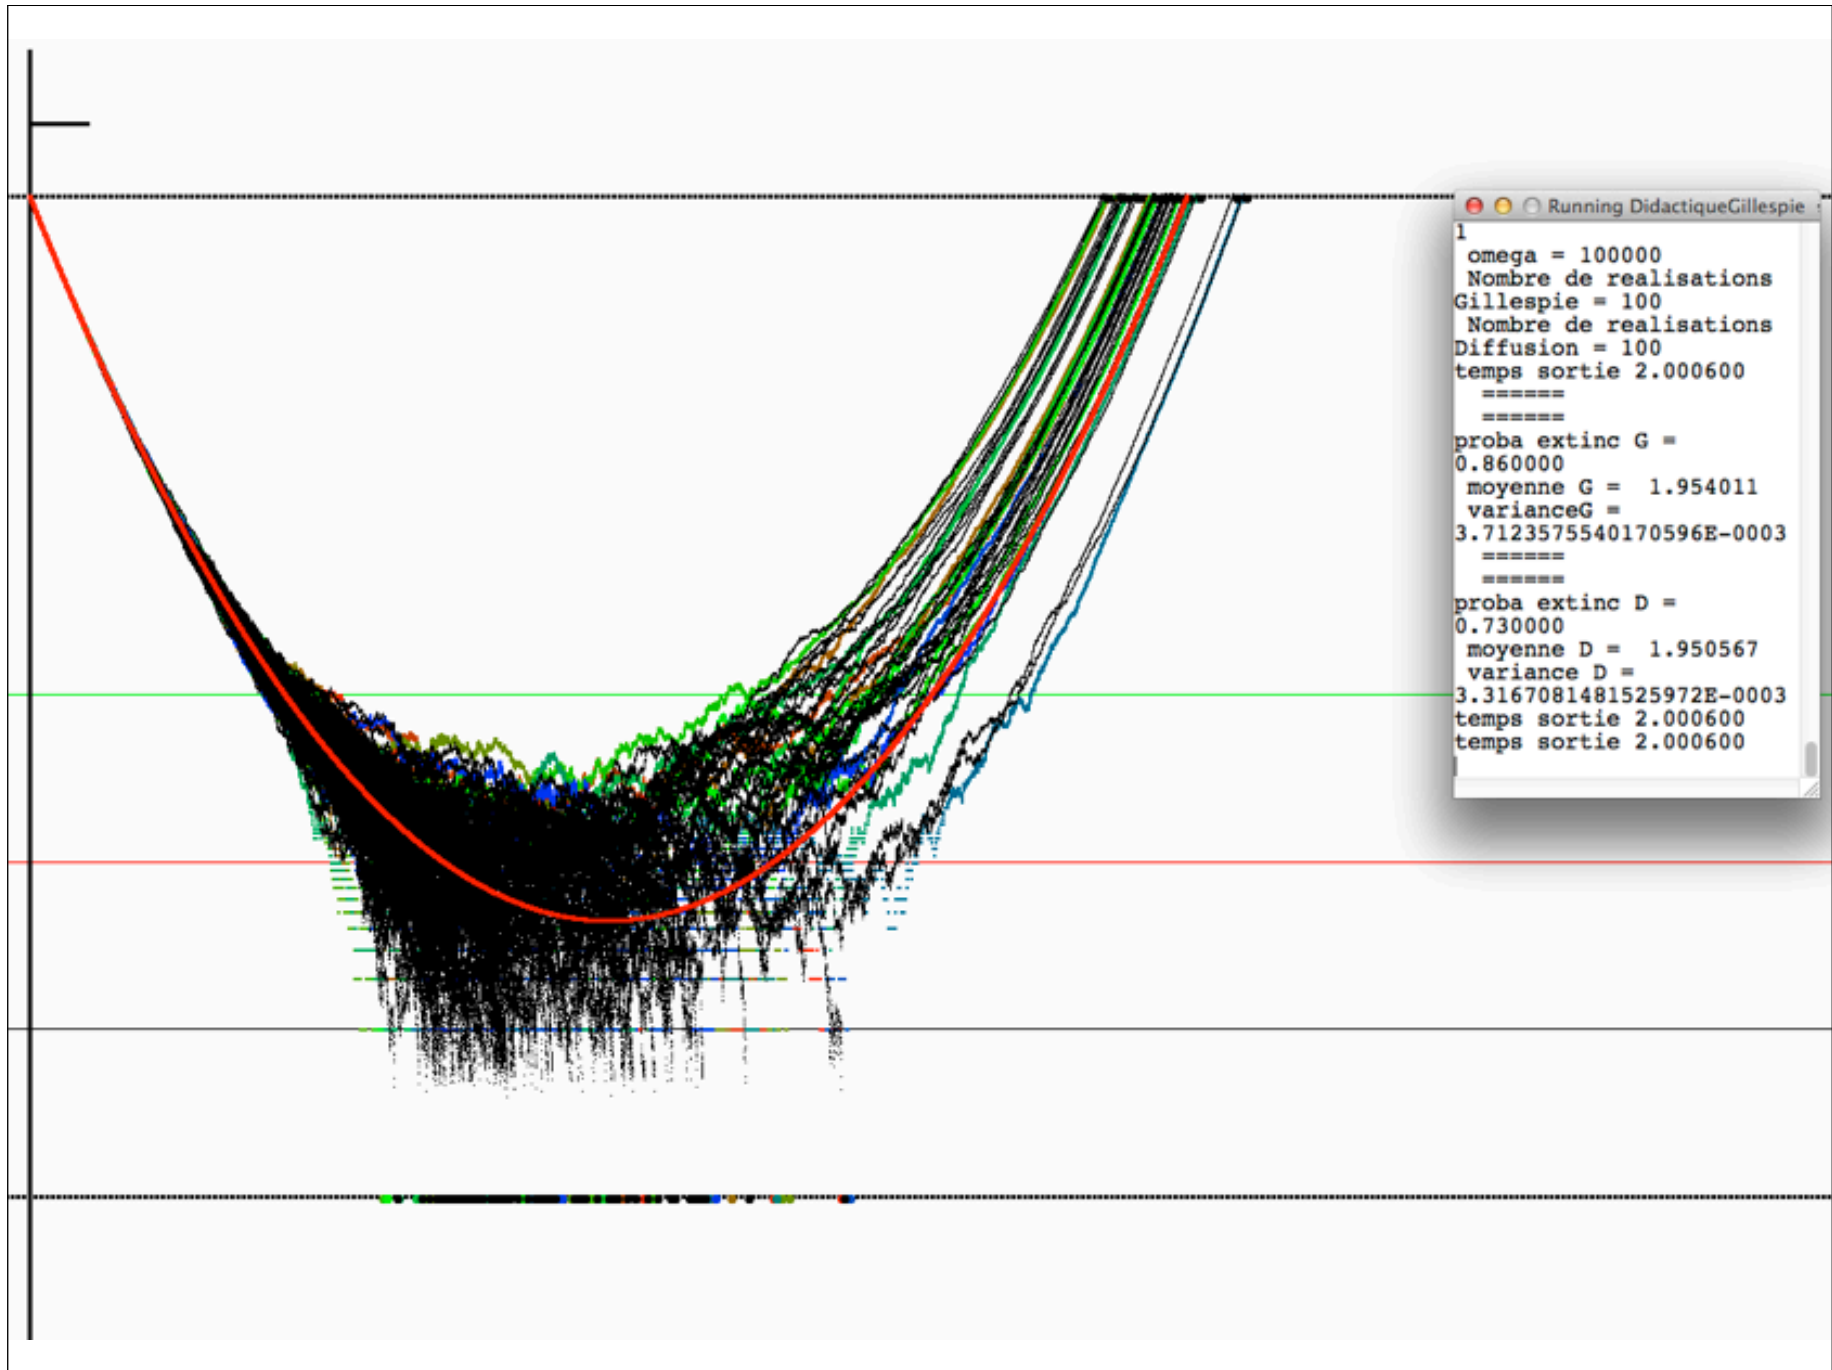 Running DidactiqueGillespie
1
omega = 100000
Nombre de realisations
Gillespie = 100
Nombre de realisations
Diffusion = 100
temps sortie 2.000600
======
======
proba extinc G =
0.860000
moyenne G =  1.954011
varianceG =
3.7123575540170596E-0003
======
======
proba extinc D =
0.730000
moyenne D =  1.950567
variance D =
3.3167081481525972E-0003
temps sortie 2.000600
temps sortie 2.000600